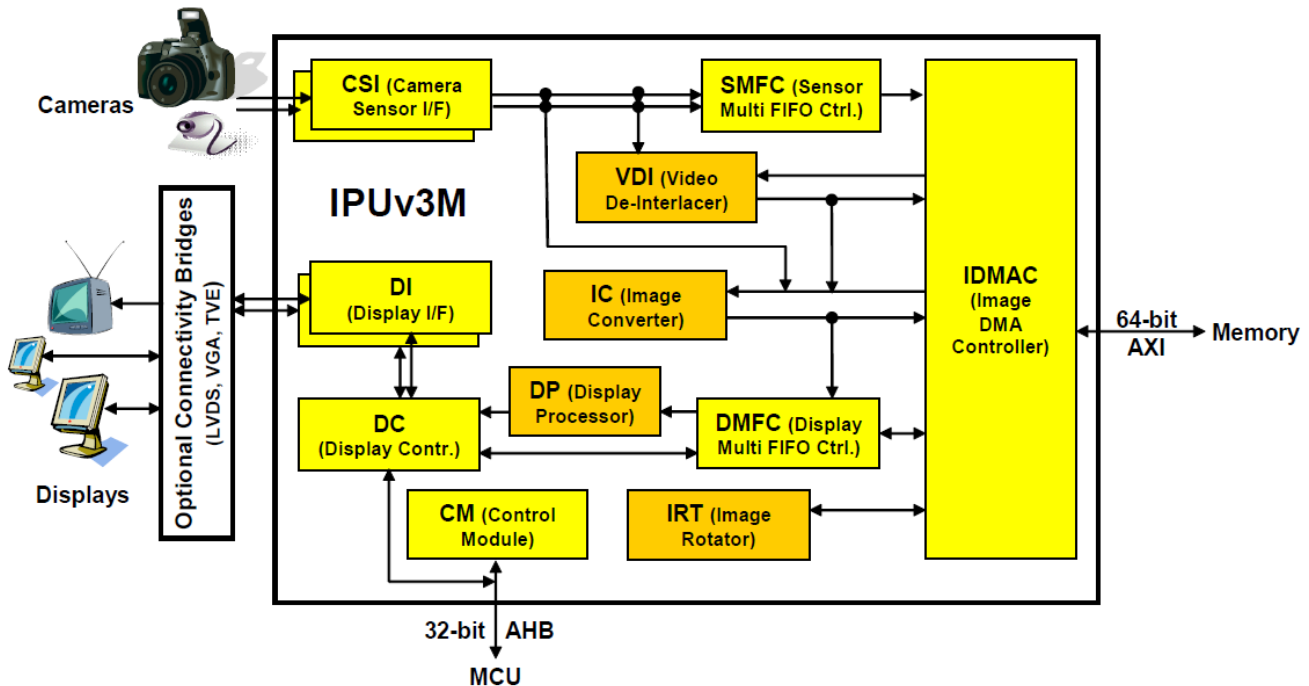 Cameras
CSI (Camera
Sensor I/F)
SMFC (Sensor
Multi FIFO Ctrl.)
VDI (Video
De-Interlacer)
IPUv3M
Optional Connectivity Bridges
(LVDS, VGA, TVE)
DI
(Display I/F)
IC (Image
Converter)
IDMAC
(Image
DMA
Controller)
64-bit
AXI
Memory
DP (Display
Processor)
DC
(Display Contr.)
DMFC (Display
Multi FIFO Ctrl.)
Displays
CM (Control
Module)
IRT (Image
Rotator)
32-bit AHB
MCU